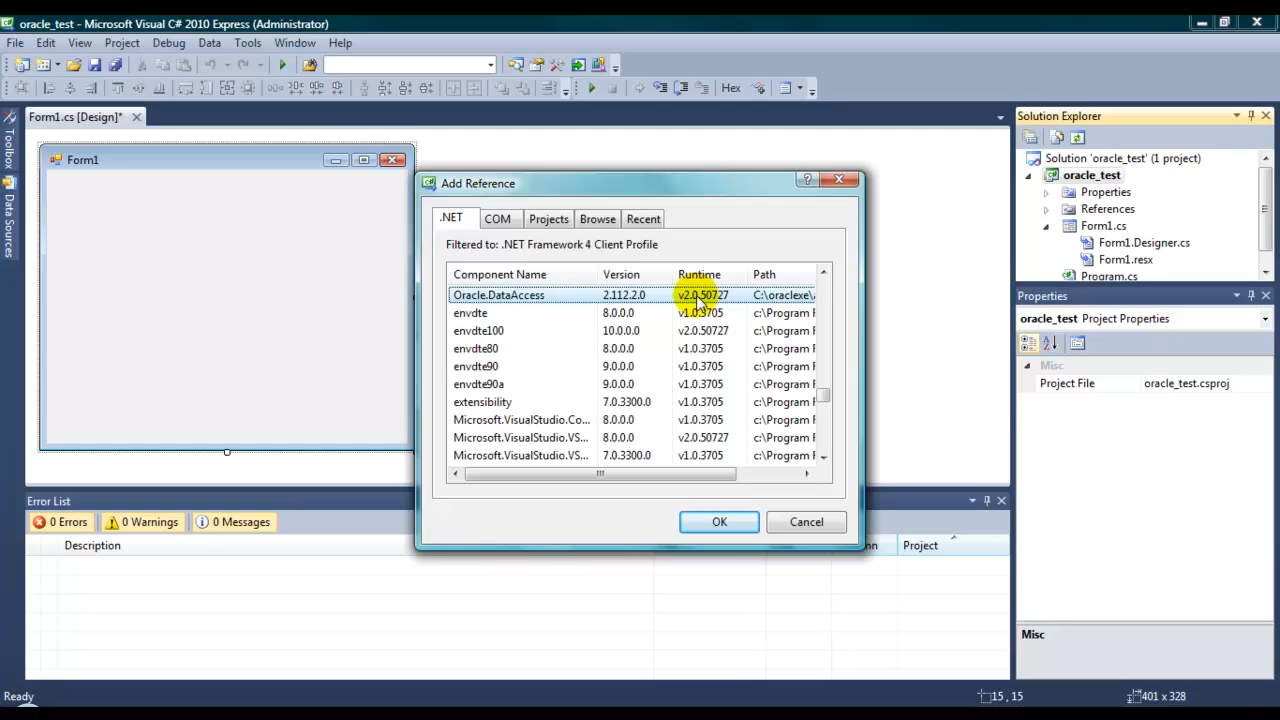 oracle_test - Microsoft Visual C# 2010 Express (Administrator)
File Edit View Project Debug Data Tools Window Help
Hex
Form1.cs [Design]*
Toolbox
Data Sources
Form1
Add Reference
.NET COM Projects Browse Recent
Filtered to: .NET Framework 4 Client Profile
Component Name Version Runtime Path
Oracle.DataAccess 2.112.2.0 v2.0.50727 C:\oraclexe\
envdte 8.0.0.0 v1.0.3705 c:\Program F
envdte100 10.0.0.0 v2.0.50727 c:\Program F
envdte80 8.0.0.0 v1.0.3705 c:\Program F
envdte90 9.0.0.0 v1.0.3705 c:\Program F
envdte90a 9.0.0.0 v1.0.3705 c:\Program F
extensibility 7.0.3300.0 v1.0.3705 c:\Program F
Microsoft.VisualStudio.Co... 8.0.0.0 v1.0.3705 c:\Program F
Microsoft.VisualStudio.VS... 8.0.0.0 v2.0.50727 c:\Program F
Microsoft.VisualStudio.VS... 7.0.3300.0 v1.0.3705 c:\Program F
OK Cancel
Solution Explorer
Solution 'oracle_test' (1 project)
oracle_test
Properties
References
Form1.cs
Form1.Designer.cs
Form1.resx
Program.cs
Properties
oracle_test Project Properties
Misc
Project File oracle_test.csproj
Misc
Error List
0 Errors 0 Warnings 0 Messages
Description Project
Ready 15 , 15 401 x 328